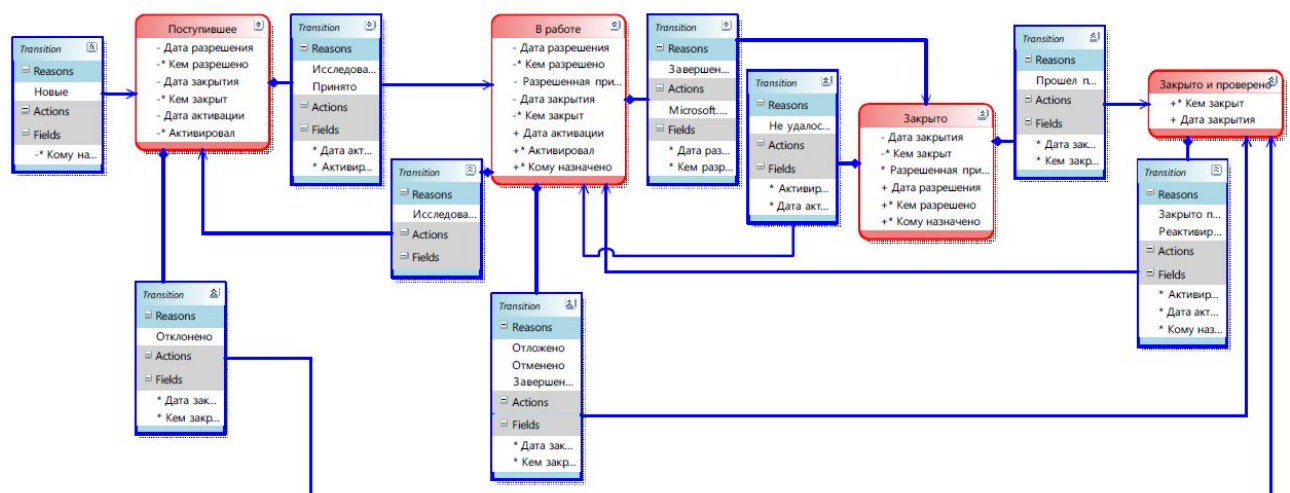 Transition
Reasons
Новые
Actions
Fields
-* Кому на...
Поступившее
- Дата разрешения
-* Кем разрешено
- Дата закрытия
-* Кем закрыт
- Дата активации
-* Активировал
Transition
Reasons
Исследова...
Принято
Actions
Fields
* Дата акт...
* Активир...
Transition
Reasons
Исследова...
Actions
Fields
В работе
- Дата разрешения
-* Кем разрешено
- Разрешенная при...
- Дата закрытия
-* Кем закрыт
+ Дата активации
+* Активировал
+* Кому назначено
Transition
Reasons
Завершен...
Actions
Microsoft....
Fields
* Дата раз...
* Кем разр...
Transition
Reasons
Не удалос...
Actions
Fields
* Активир...
* Дата акт...
Закрыто
- Дата закрытия
-* Кем закрыт
* Разрешенная при...
+ Дата разрешения
+* Кем разрешено
+* Кому назначено
Transition
Reasons
Прошел п...
Actions
Fields
* Дата зак...
* Кем закр...
Закрыто и проверено
+* Кем закрыт
+ Дата закрытия
Transition
Reasons
Закрыто п...
Реактивир...
Actions
Fields
* Активир...
* Дата акт...
* Кому наз...
Transition
Reasons
Отклонено
Actions
Fields
* Дата зак...
* Кем закр...
Transition
Reasons
Отложено
Отменено
Завершен...
Actions
Fields
* Дата зак...
* Кем закр...